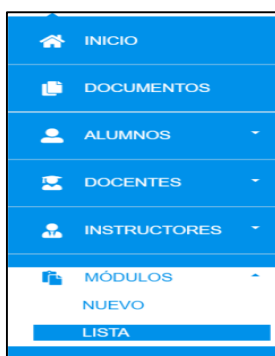 INICIO
DOCUMENTOS
ALUMNOS
DOCENTES
INSTRUCTORES
MÓDULOS
NUEVO
LISTA